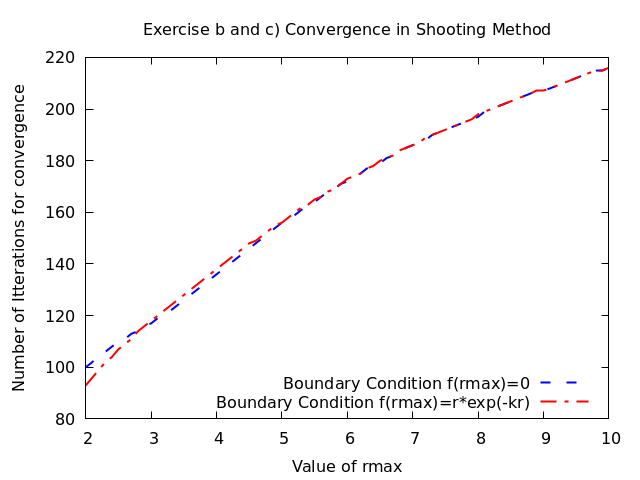 Exercise b and c) Convergence in Shooting Method
Number of Itterations for convergence
220
200
180
160
140
120
100
80
Boundary Condition f(rmax)=0
Boundary Condition f(rmax)=r*exp(-kr)
2 3 4 5 6 7 8 9 10
Value of rmax